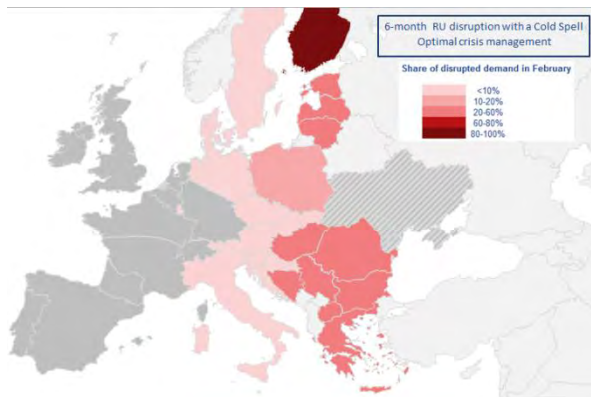 6-month RU disruption with a Cold Spell
Optimal crisis management
Share of disrupted demand in February
<10%
10-20%
20-60%
60-80%
80-100%